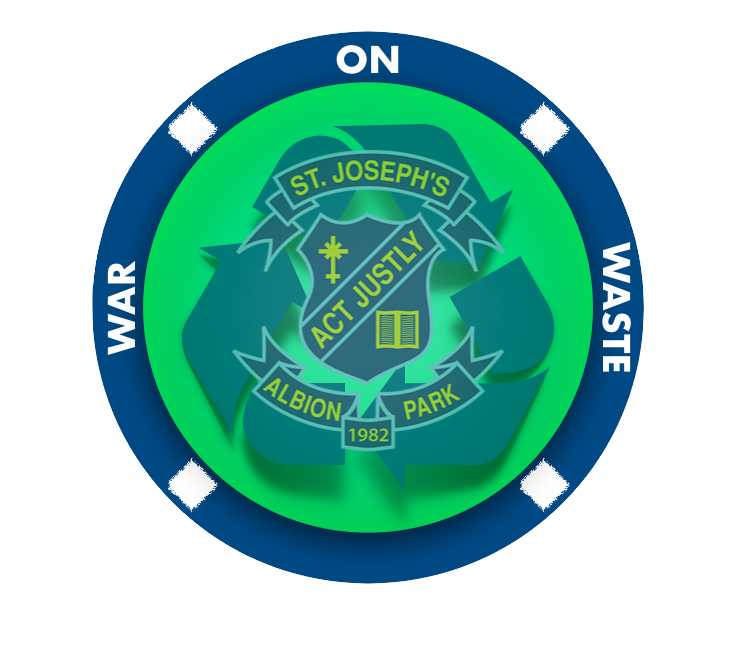 WAR
ON
WASTE
ST. JOSEPH'S
ACT JUSTLY
ALBION
PARK
1982